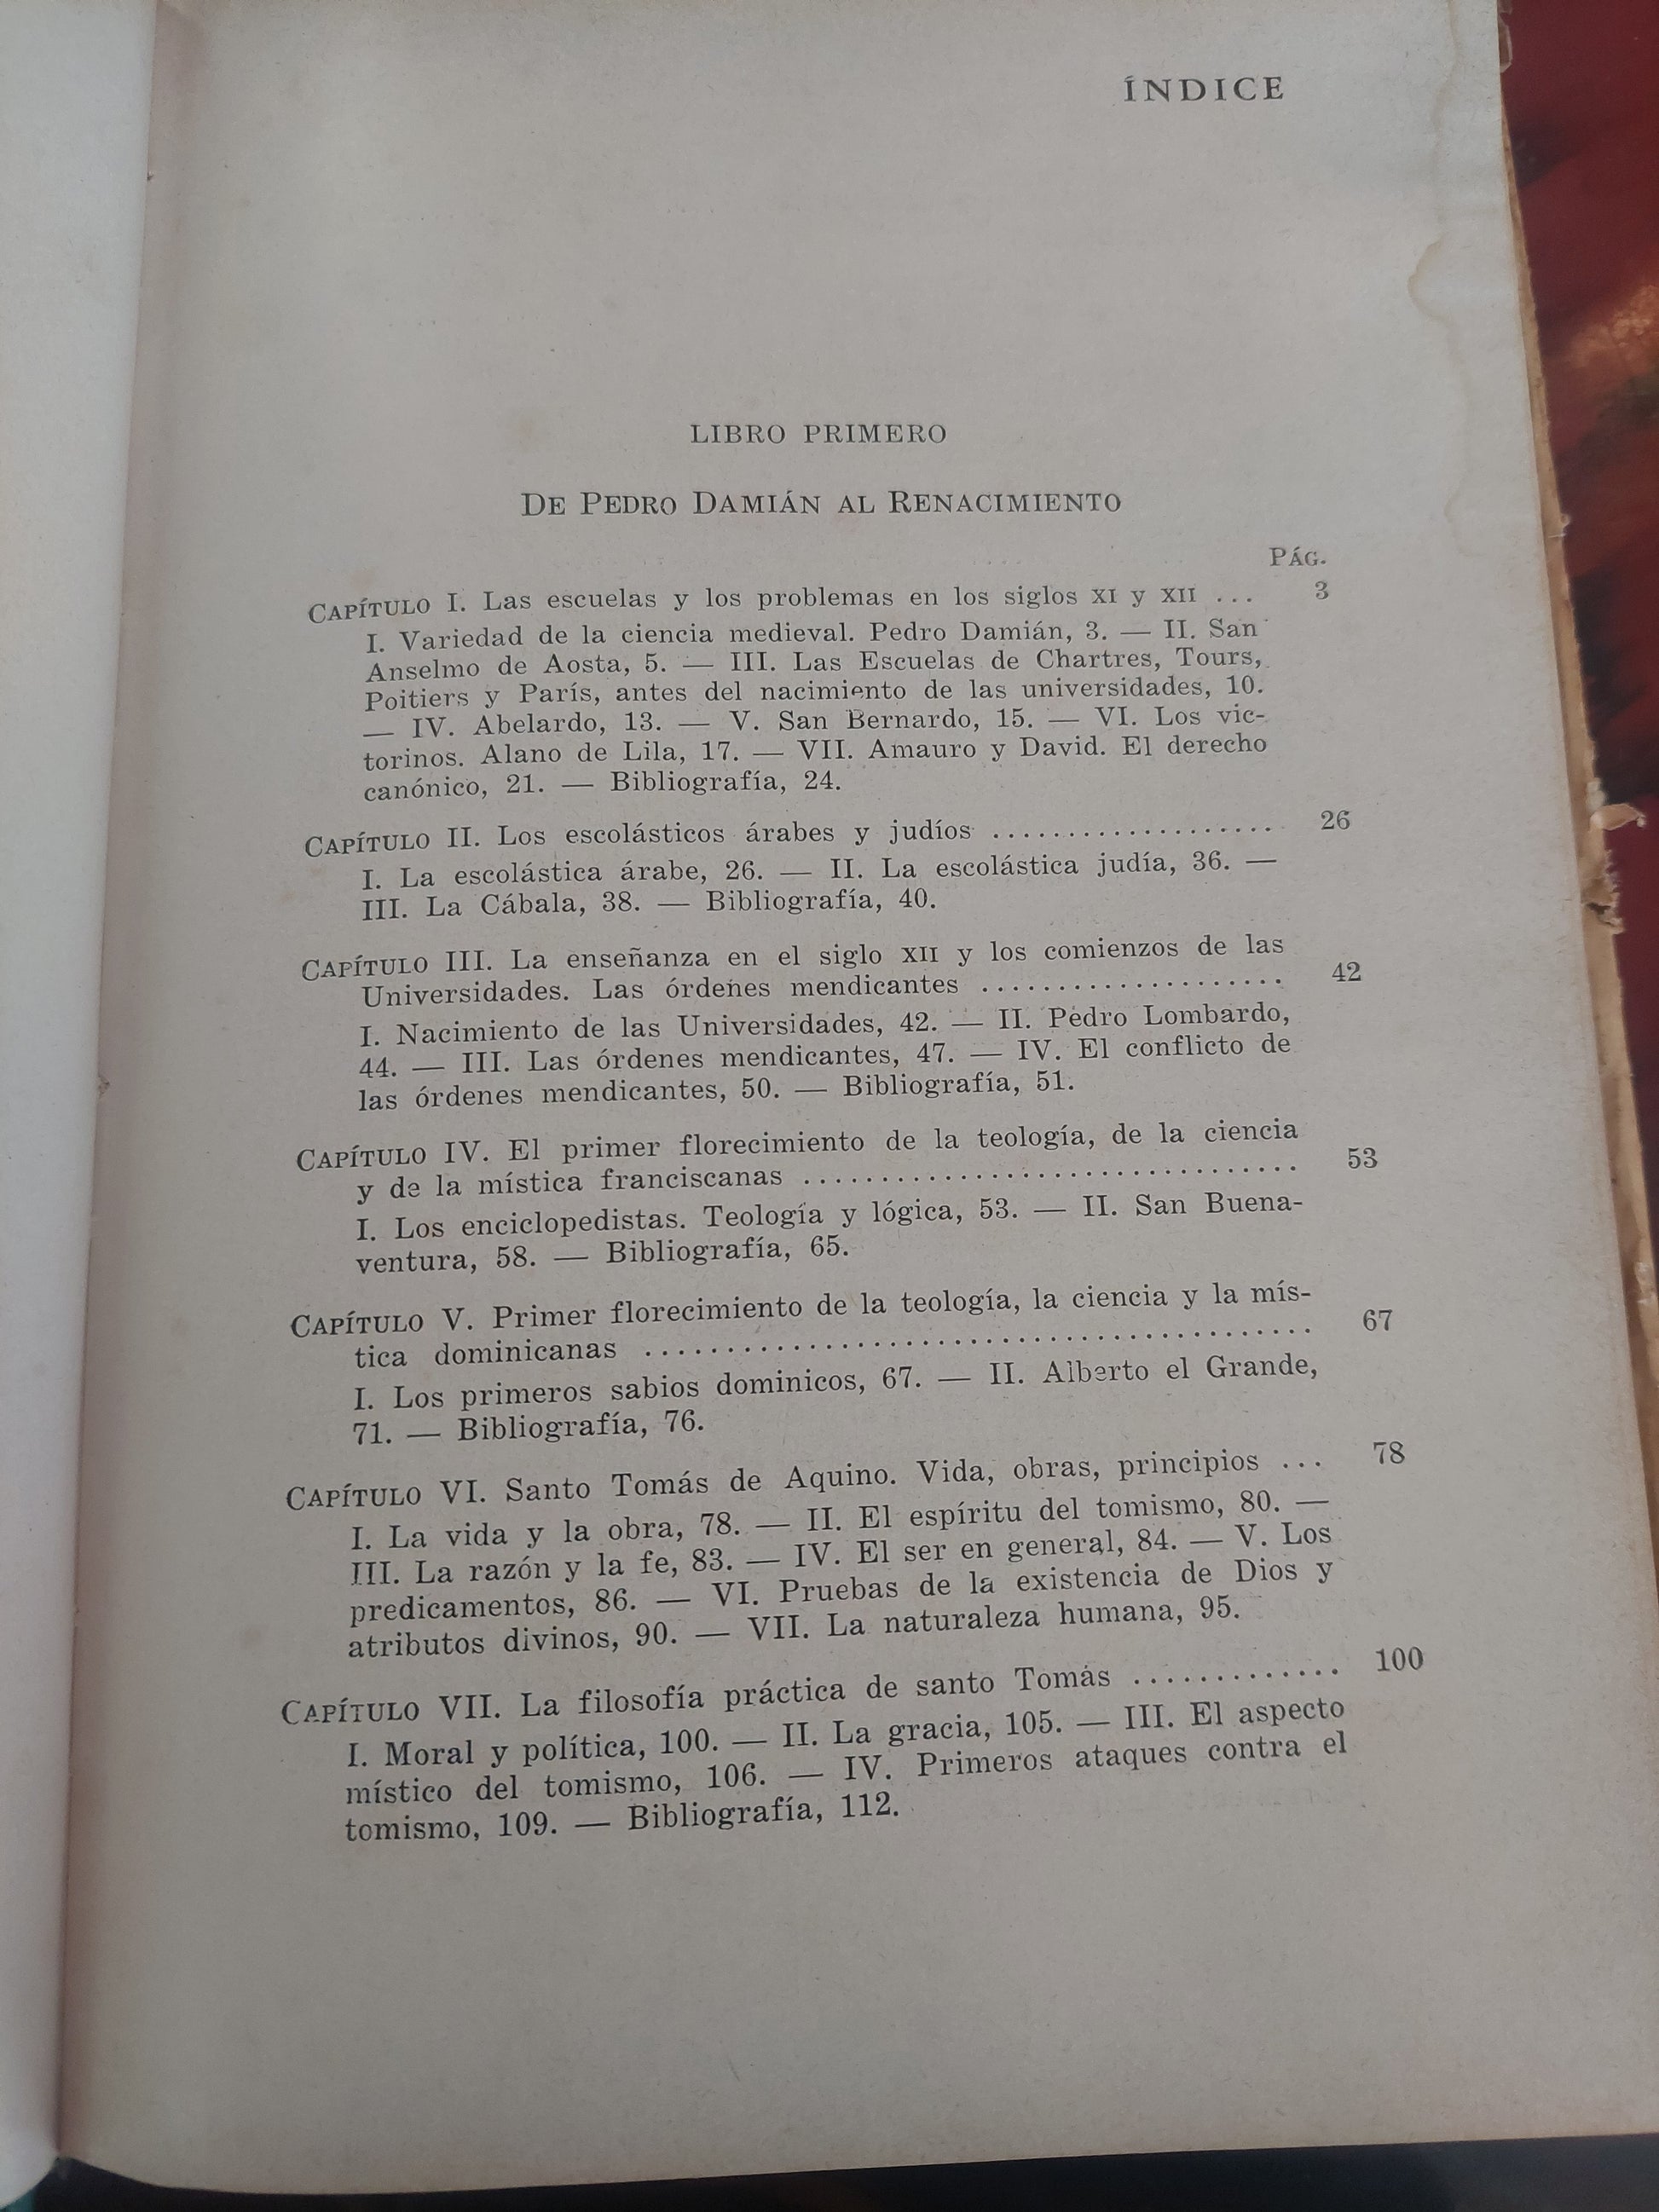 ÍNDICE
LIBRO PRIMERO
DE PEDRO DAMIÁN AL RENACIMIENTO
PÁG.
CAPÍTULO I. Las escuelas y los problemas en los siglos XI y XII ... 3
I. Variedad de la ciencia medieval. Pedro Damián, 3. — II. San
Anselmo de Aosta, 5. — III. Las Escuelas de Chartres, Tours,
Poitiers y París, antes del nacimiento de las universidades, 10.
— IV. Abelardo, 13. — V. San Bernardo, 15. — VI. Los vic-
torinos. Alano de Lila, 17. — VII. Amauro y David. El derecho
canónico, 21. — Bibliografía, 24.
CAPÍTULO II. Los escolásticos árabes y judíos ................... 26
I. La escolástica árabe, 26. — II. La escolástica judía, 36. —
III. La Cábala, 38. — Bibliografía, 40.
CAPÍTULO III. La enseñanza en el siglo XII y los comienzos de las
Universidades. Las órdenes mendicantes .................... 42
I. Nacimiento de las Universidades, 42. — II. Pedro Lombardo,
44. — III. Las órdenes mendicantes, 47. — IV. El conflicto de
las órdenes mendicantes, 50. — Bibliografía, 51.
CAPÍTULO IV. El primer florecimiento de la teología, de la ciencia
y de la mística franciscanas ................................. 53
I. Los enciclopedistas. Teología y lógica, 53. — II. San Buena-
ventura, 58. — Bibliografía, 65.
CAPÍTULO V. Primer florecimiento de la teología, la ciencia y la mís-
tica dominicanas ............................................ 67
I. Los primeros sabios dominicos, 67. — II. Alberto el Grande,
71. — Bibliografía, 76.
CAPÍTULO VI. Santo Tomás de Aquino. Vida, obras, principios ... 78
I. La vida y la obra, 78. — II. El espíritu del tomismo, 80. —
III. La razón y la fe, 83. — IV. El ser en general, 84. — V. Los
predicamentos, 86. — VI. Pruebas de la existencia de Dios y
atributos divinos, 90. — VII. La naturaleza humana, 95.
CAPÍTULO VII. La filosofía práctica de santo Tomás ............. 100
I. Moral y política, 100. — II. La gracia, 105. — III. El aspecto
místico del tomismo, 106. — IV. Primeros ataques contra el
tomismo, 109. — Bibliografía, 112.